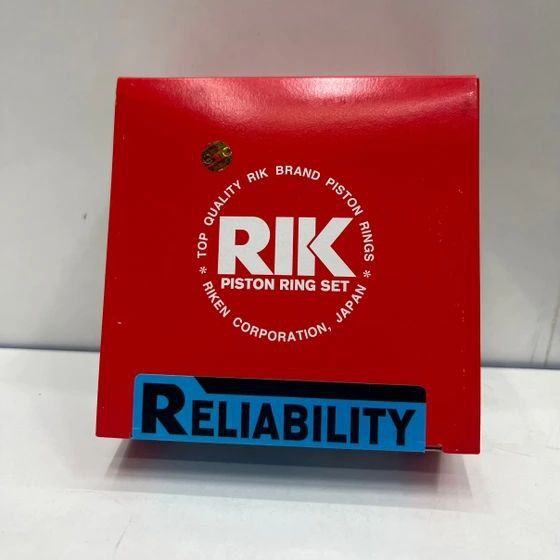 * TOP QUALITY RIK BRAND PISTON RINGS *
RIK
PISTON RING SET
RIKEN CORPORATION, JAPAN
RELIABILITY